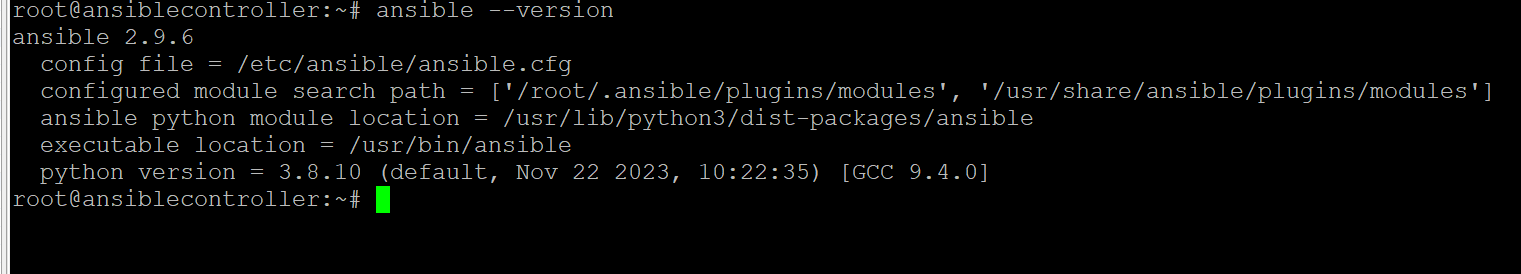 root@ansiblecontroller:~# ansible --version
ansible 2.9.6
  config file = /etc/ansible/ansible.cfg
  configured module search path = ['/root/.ansible/plugins/modules', '/usr/share/ansible/plugins/modules']
  ansible python module location = /usr/lib/python3/dist-packages/ansible
  executable location = /usr/bin/ansible
  python version = 3.8.10 (default, Nov 22 2023, 10:22:35) [GCC 9.4.0]
root@ansiblecontroller:~#